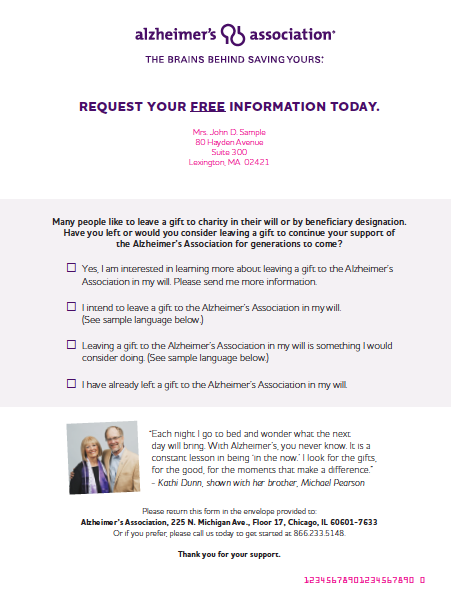 alzheimer's association®
THE BRAINS BEHIND SAVING YOURS:
REQUEST YOUR FREE INFORMATION TODAY.
Mrs. John D. Sample
80 Hayden Avenue
Suite 300
Lexington, MA 02421
Many people like to leave a gift to charity in their will or by beneficiary designation.
Have you left or would you consider leaving a gift to continue your support of
the Alzheimer's Association for generations to come?
Yes, I am interested in learning more about leaving a gift to the Alzheimer's
Association in my will. Please send me more information.
I intend to leave a gift to the Alzheimer's Association in my will.
(See sample language below.)
Leaving a gift to the Alzheimer's Association in my will is something I would
consider doing. (See sample language below.)
I have already left a gift to the Alzheimer's Association in my will.
"Each night I go to bed and wonder what the next
day will bring. With Alzheimer's, you never know. It is a
constant lesson in being 'in the now.' I look for the gifts,
for the good, for the moments that make a difference."
- Kathi Dunn, shown with her brother, Michael Pearson
Please return this form in the envelope provided to:
Alzheimer's Association, 225 N. Michigan Ave., Floor 17, Chicago, IL 60601-7633
Or if you prefer, please call us today to get started at 866.233.5148.
Thank you for your support.
12345678901234567890 0